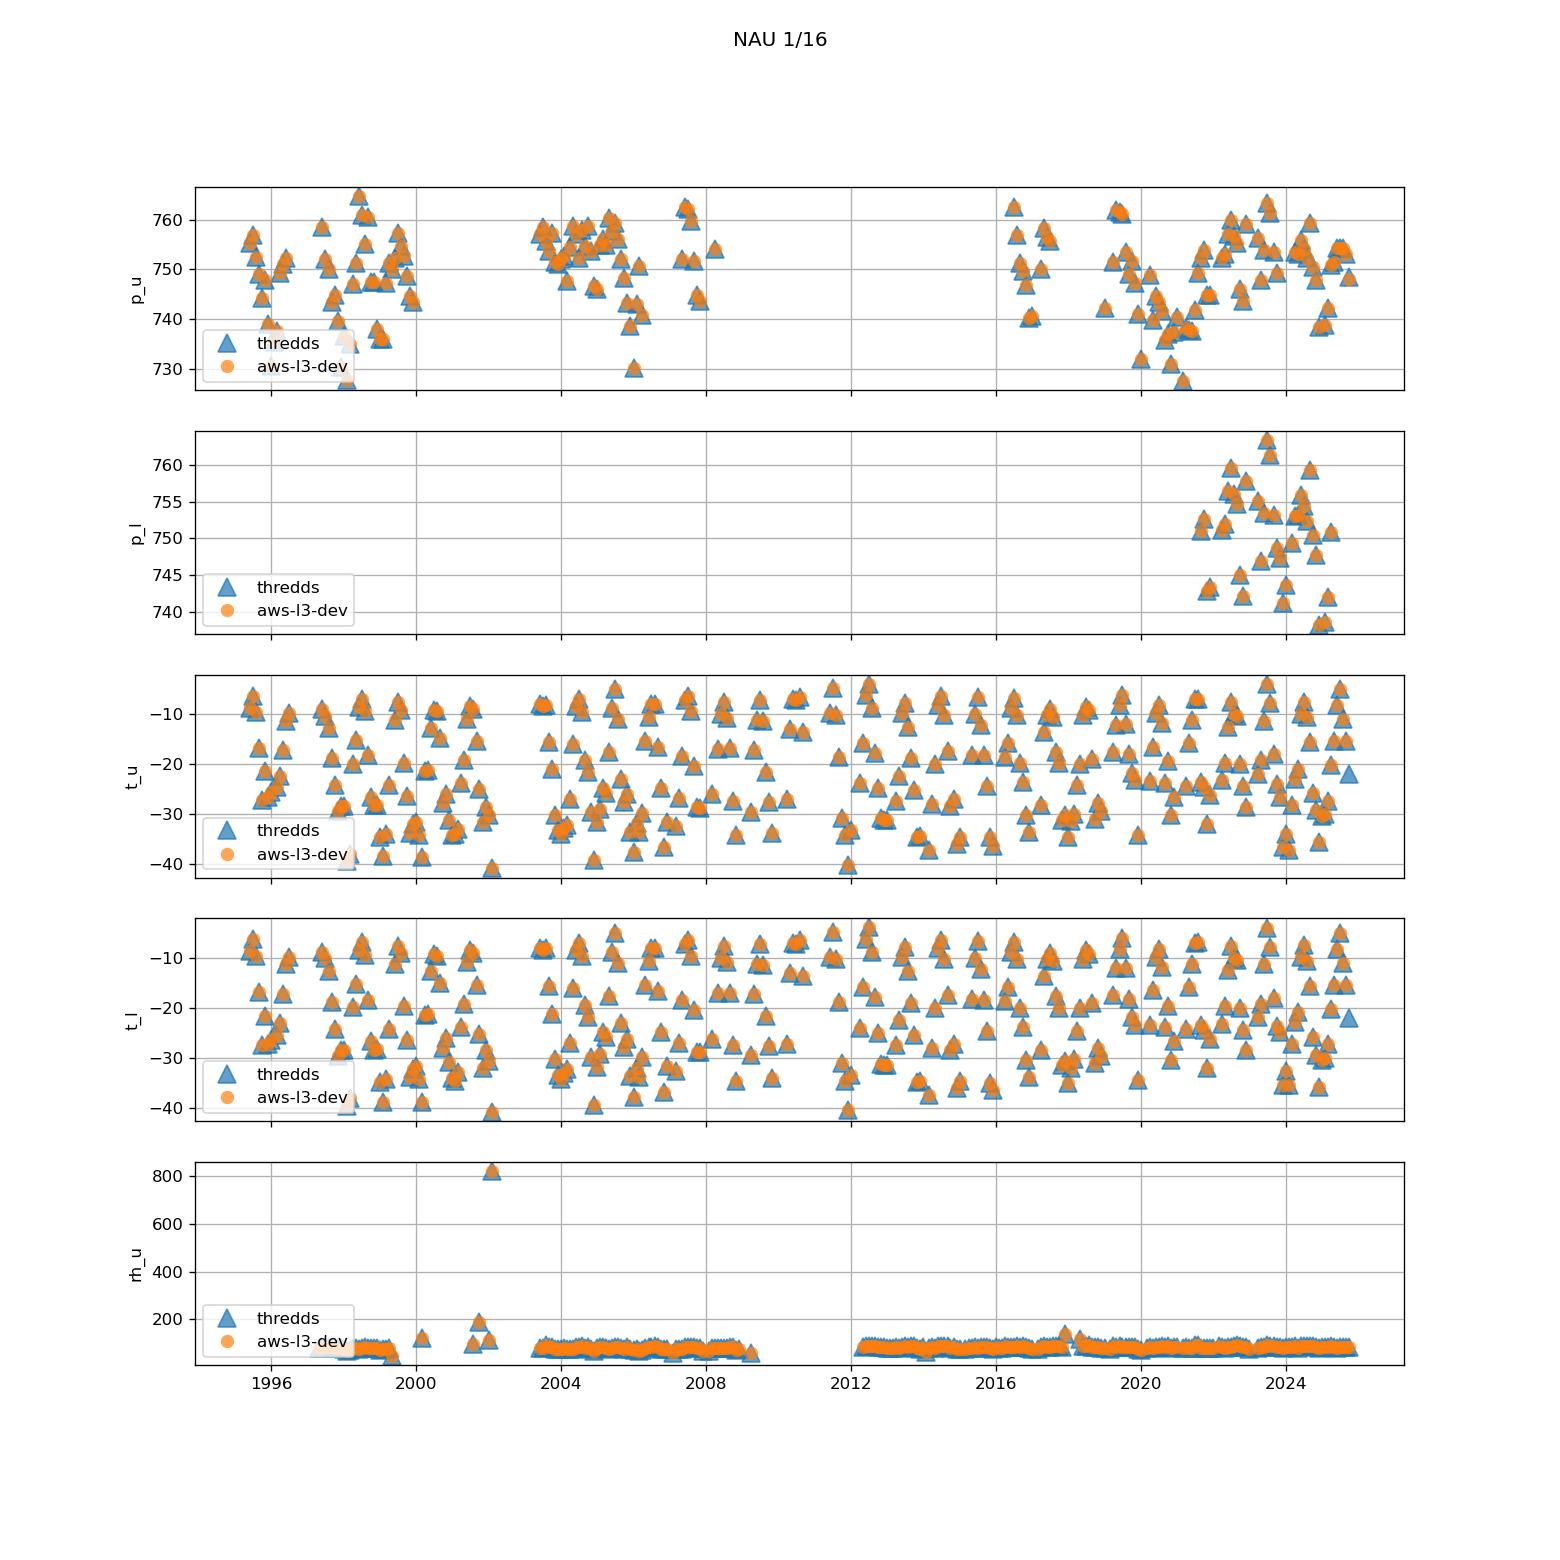 NAU 1/16
760
750
740
730
p_u
thredds
aws-l3-dev
760
755
750
745
740
p_l
thredds
aws-l3-dev
−10
−20
−30
−40
t_u
thredds
aws-l3-dev
−10
−20
−30
−40
t_l
thredds
aws-l3-dev
800
600
400
200
rh_u
thredds
aws-l3-dev
1996 2000 2004 2008 2012 2016 2020 2024